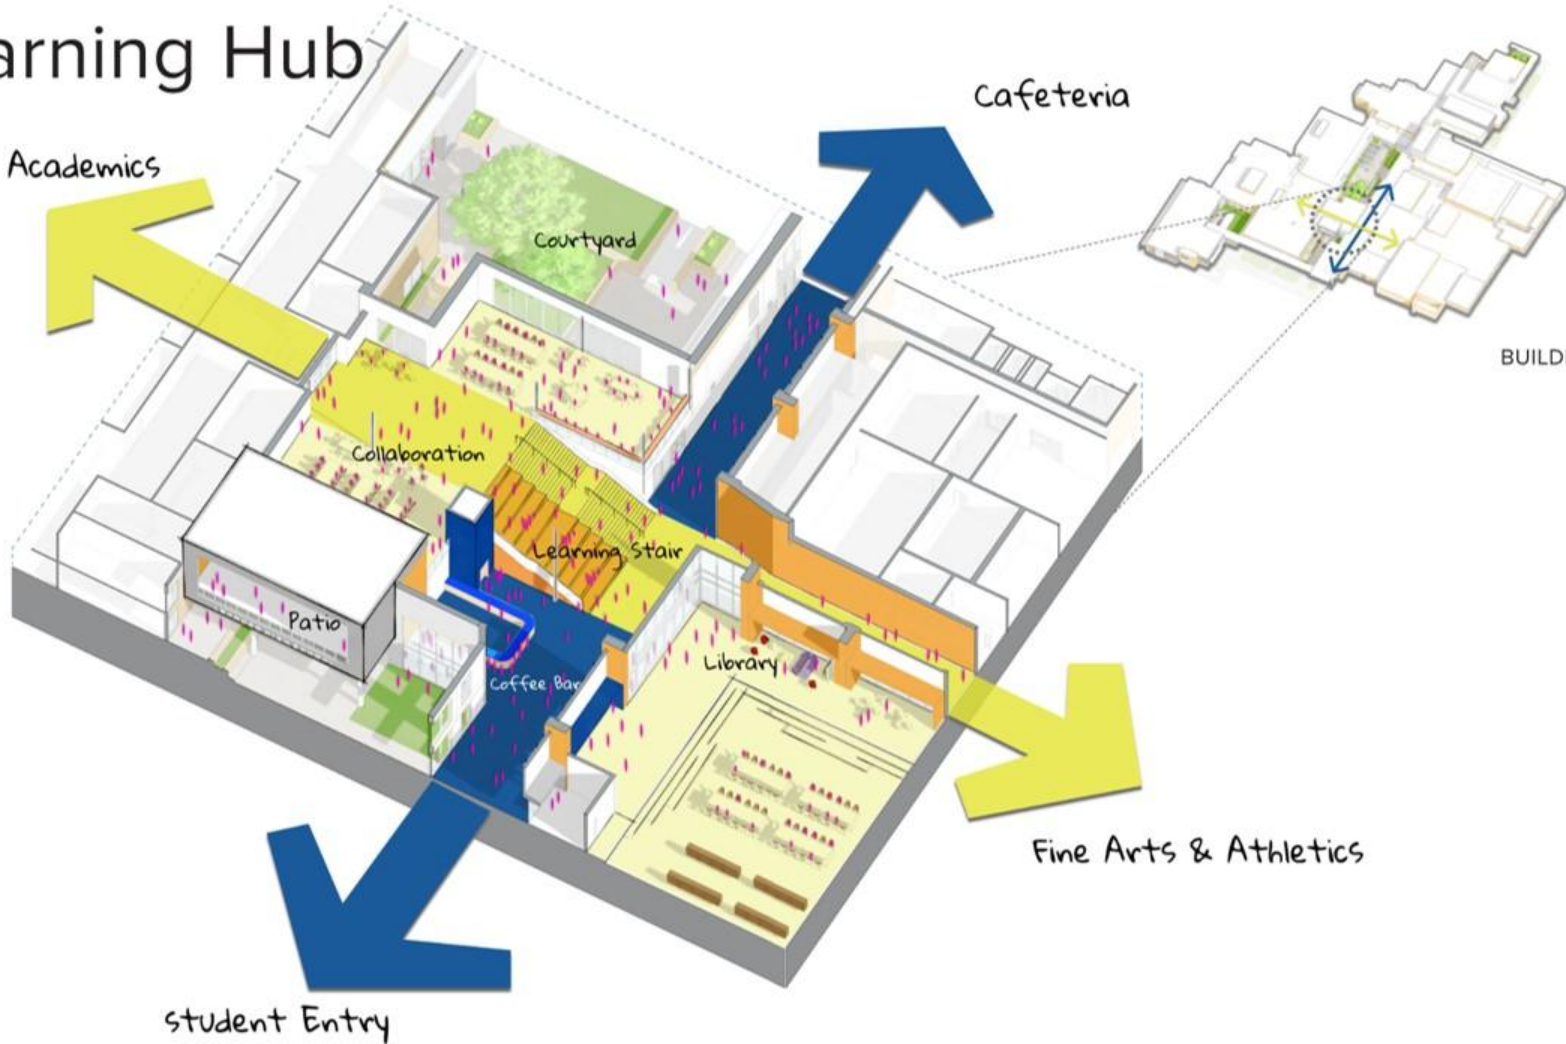 arning Hub
Cafeteria
Academics
Courtyard
BUILD
Collaboration
Learning Stair
Patio
Library
Coffee Bar
Fine Arts & Athletics
Student Entry